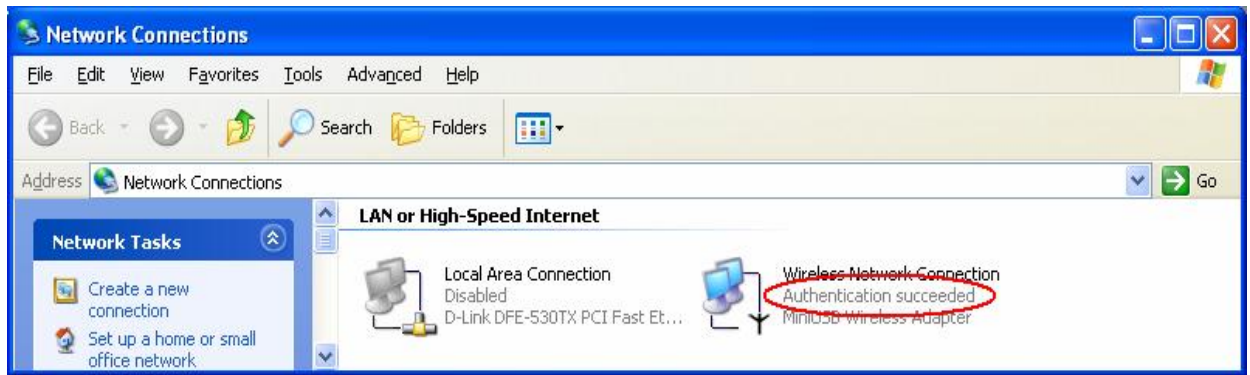 Network Connections
File Edit View Favorites Tools Advanced Help
Back Search Folders
Address Network Connections Go
Network Tasks
Create a new
connection
Set up a home or small
office network
LAN or High-Speed Internet
Local Area Connection
Disabled
D-Link DFE-530TX PCI Fast Et...
Wireless Network Connection
Authentication succeeded
MiniUSB Wireless Adapter